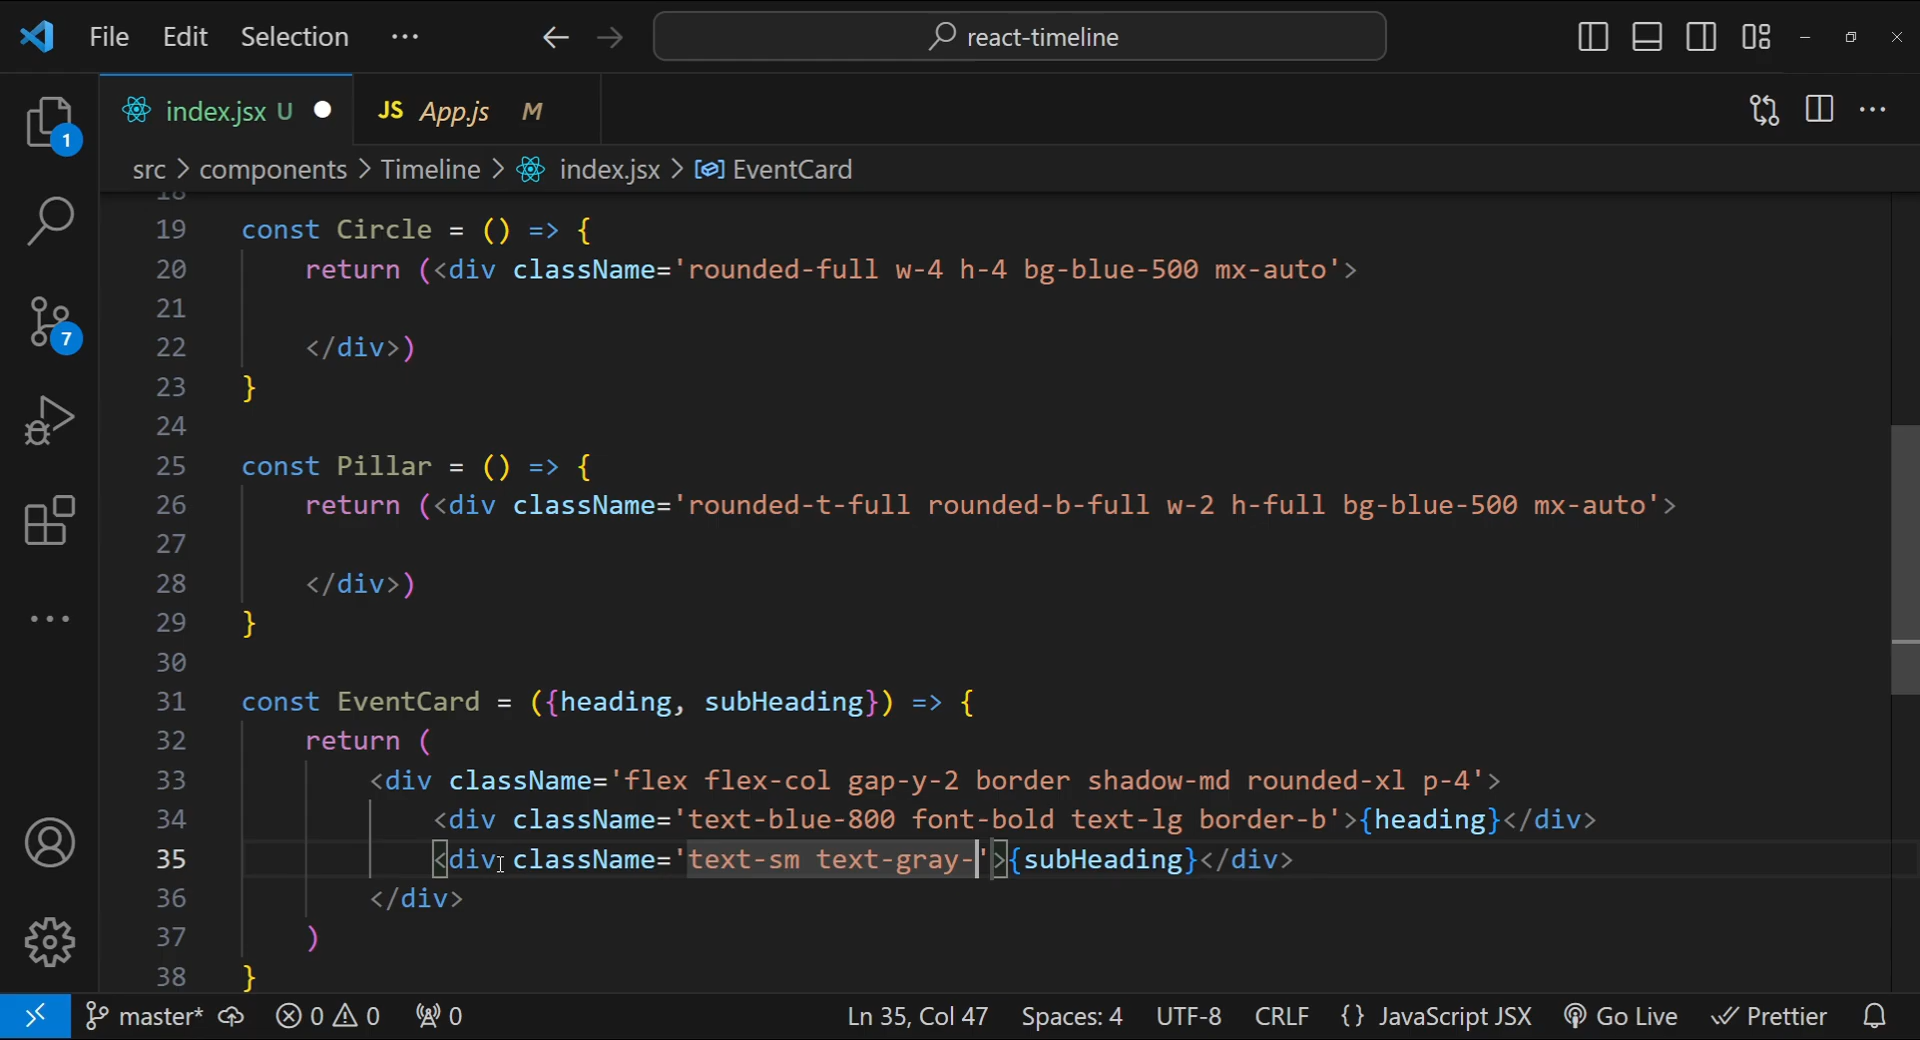 File Edit Selection ··· react-timeline
index.jsx U JS App.js M
src > components > Timeline > index.jsx > EventCard
1
7
18
19 const Circle = () => {
20 return (<div className='rounded-full w-4 h-4 bg-blue-500 mx-auto'>
21
22 </div>)
23 }
24
25 const Pillar = () => {
26 return (<div className='rounded-t-full rounded-b-full w-2 h-full bg-blue-500 mx-auto'>
27
28 </div>)
29 }
30
31 const EventCard = ({heading, subHeading}) => {
32 return (
33 <div className='flex flex-col gap-y-2 border shadow-md rounded-xl p-4'>
34 <div className='text-blue-800 font-bold text-lg border-b'>{heading}</div>
35 <div className='text-sm text-gray-'>{subHeading}</div>
36 </div>
37 )
38 }
master* 0 0 0 Ln 35, Col 47 Spaces: 4 UTF-8 CRLF {} JavaScript JSX Go Live Prettier